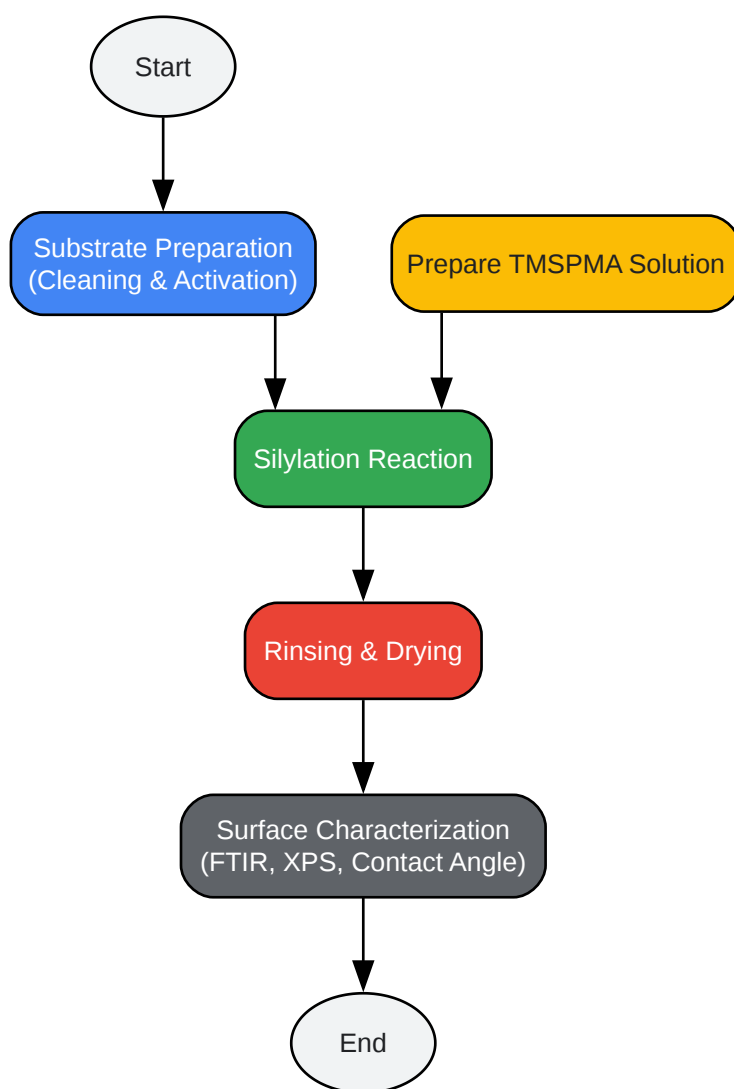 Start
Substrate Preparation
(Cleaning & Activation)
Prepare TMSPMA Solution
Silylation Reaction
Rinsing & Drying
Surface Characterization
(FTIR, XPS, Contact Angle)
End